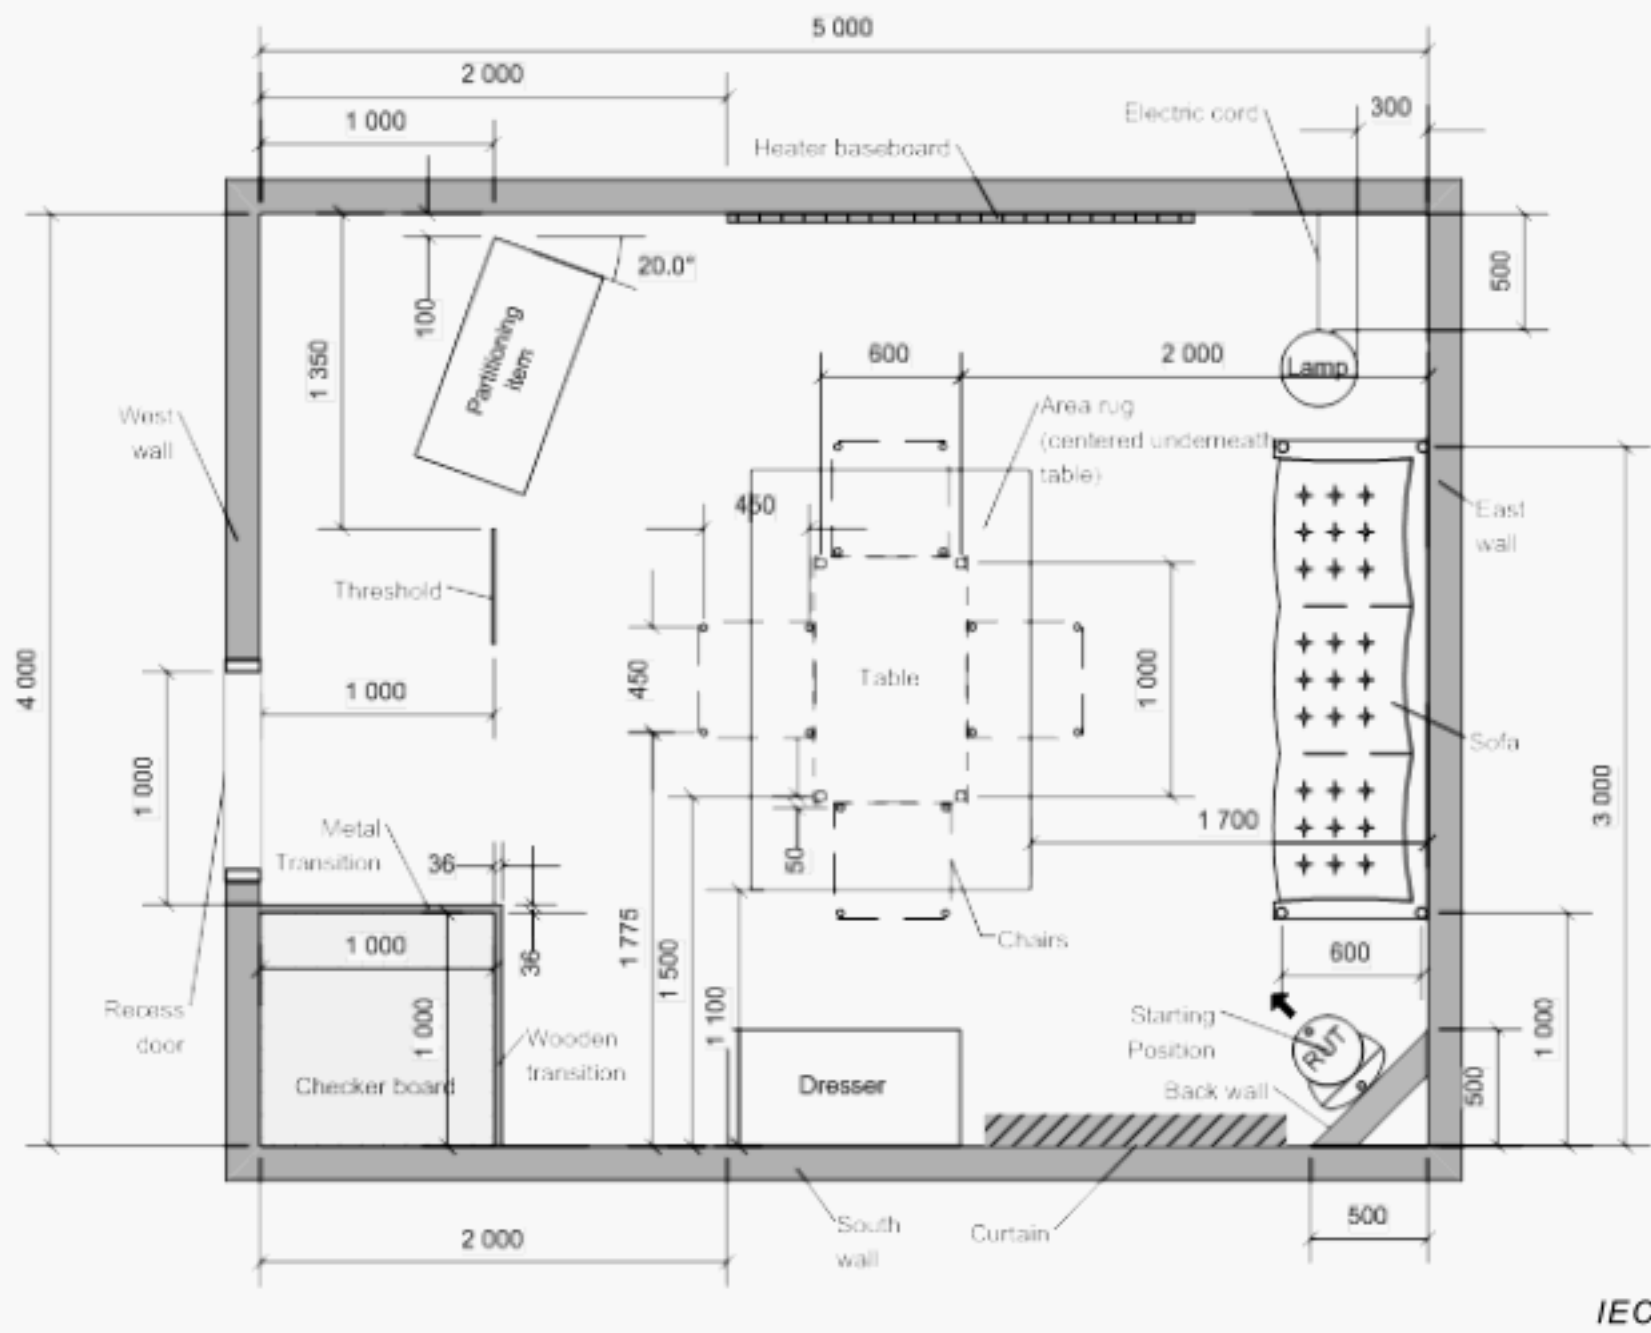 5 000
2 000
1 000
Electric cord
300
Heater baseboard
20.0°
100
500
1 350
Partitioning
item
Lamp
600
2 000
West
wall
Area rug
(centered underneath
table)
450
East
wall
Threshold
4 000
1 000
450
Table
1 000
Sofa
1 000
3 000
Metal
Transition
36
50
1 700
1 000
36
1 775
1 500
1 100
Chairs
600
Recess
door
1 000
Wooden
transition
Checker board
Dresser
Starting
Position
RUT
1 000
Back wall
500
South
wall
Curtain
500
2 000
IEC